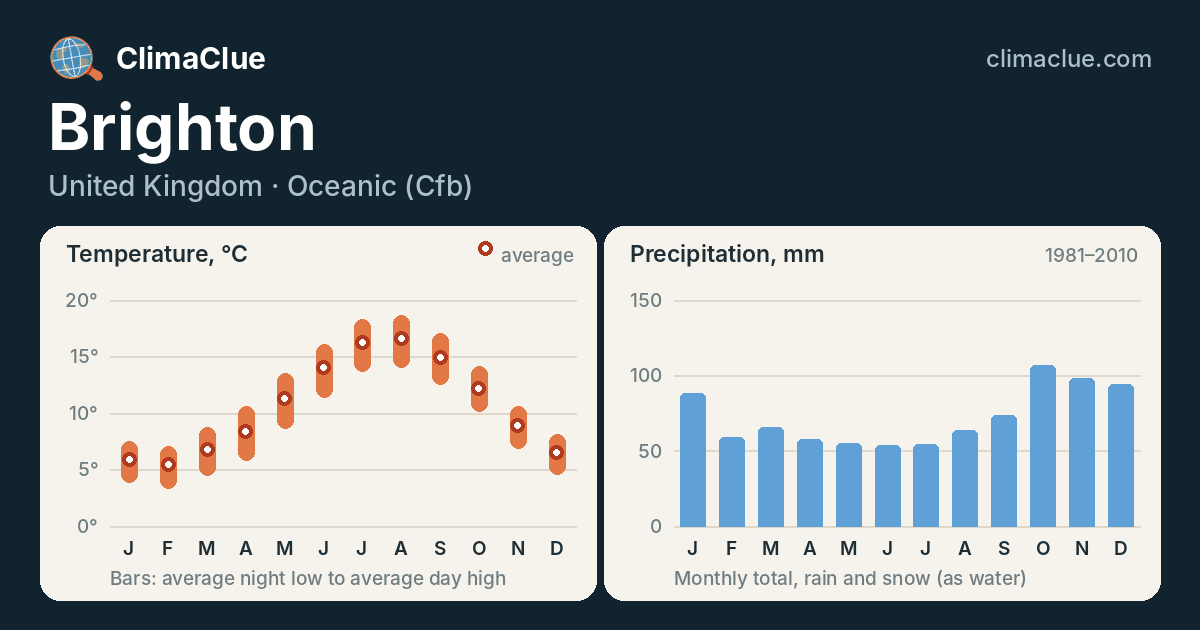 ClimaClue
climaclue.com
Brighton
United Kingdom · Oceanic (Cfb)
Temperature, °C
average
20°
15°
10°
5°
0°
J F M A M J J A S O N D
Bars: average night low to average day high
Precipitation, mm
1981–2010
150
100
50
0
J F M A M J J A S O N D
Monthly total, rain and snow (as water)